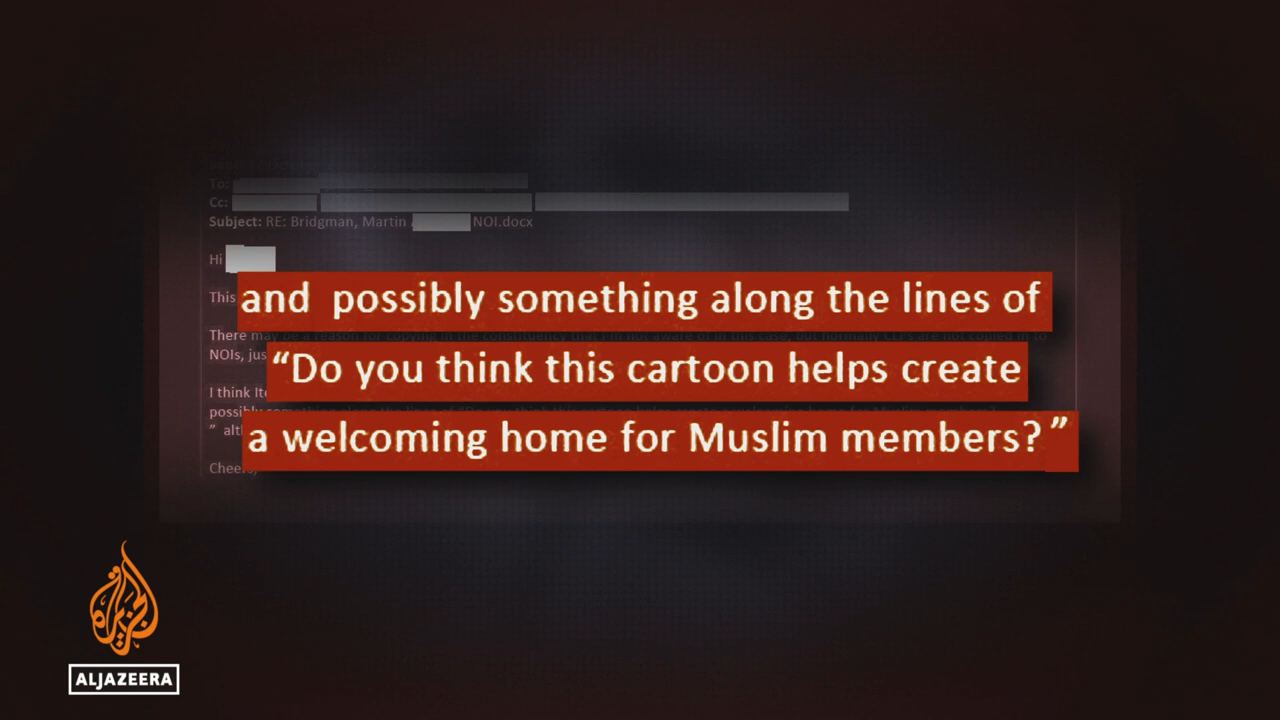 To:
Cc:
Subject: RE: Bridgman, Martin NOI.docx
Hi
This
and possibly something along the lines of
There may be a reason for copying in the constituency that I'm not aware of in this case, but normally CLPs are not copied in to
NOIs, jus
“Do you think this cartoon helps create
I think Ite
possibly
a welcoming home for Muslim members?”
” alt
Cheers,
الجزيرة
ALJAZEERA